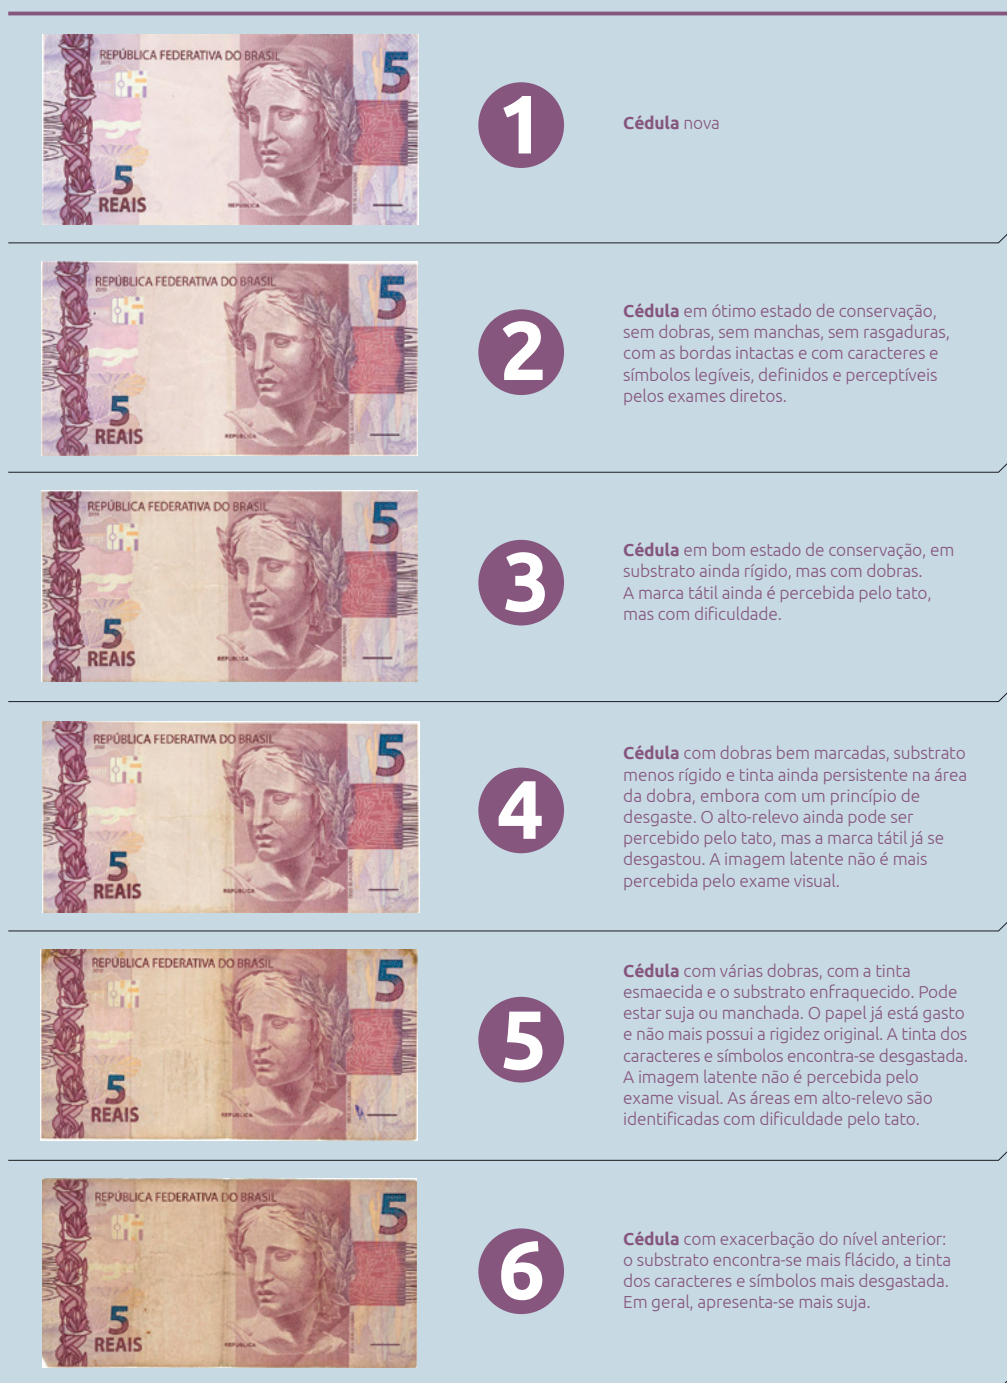 REPÚBLICA FEDERATIVA DO BRASIL
5
5
REAIS
REPÚBLICA
1
Cédula nova
REPÚBLICA FEDERATIVA DO BRASIL
5
5
REAIS
REPÚBLICA
2
Cédula em ótimo estado de conservação,
sem dobras, sem manchas, sem rasgaduras,
com as bordas intactas e com caracteres e
símbolos legíveis, definidos e perceptíveis
pelos exames diretos.
REPÚBLICA FEDERATIVA DO BRASIL
5
5
REAIS
REPÚBLICA
3
Cédula em bom estado de conservação, em
substrato ainda rígido, mas com dobras.
A marca tátil ainda é percebida pelo tato,
mas com dificuldade.
REPÚBLICA FEDERATIVA DO BRASIL
5
5
REAIS
REPÚBLICA
4
Cédula com dobras bem marcadas, substrato
menos rígido e tinta ainda persistente na área
da dobra, embora com um princípio de
desgaste. O alto-relevo ainda pode ser
percebido pelo tato, mas a marca tátil já se
desgastou. A imagem latente não é mais
percebida pelo exame visual.
REPÚBLICA FEDERATIVA DO BRASIL
5
5
REAIS
REPÚBLICA
5
Cédula com várias dobras, com a tinta
esmaecida e o substrato enfraquecido. Pode
estar suja ou manchada. O papel já está gasto
e não mais possui a rigidez original. A tinta dos
caracteres e símbolos encontra-se desgastada.
A imagem latente não é percebida pelo
exame visual. As áreas em alto-relevo são
identificadas com dificuldade pelo tato.
REPÚBLICA FEDERATIVA DO BRASIL
5
5
REAIS
REPÚBLICA
6
Cédula com exacerbação do nível anterior:
o substrato encontra-se mais flácido, a tinta
dos caracteres e símbolos mais desgastada.
Em geral, apresenta-se mais suja.